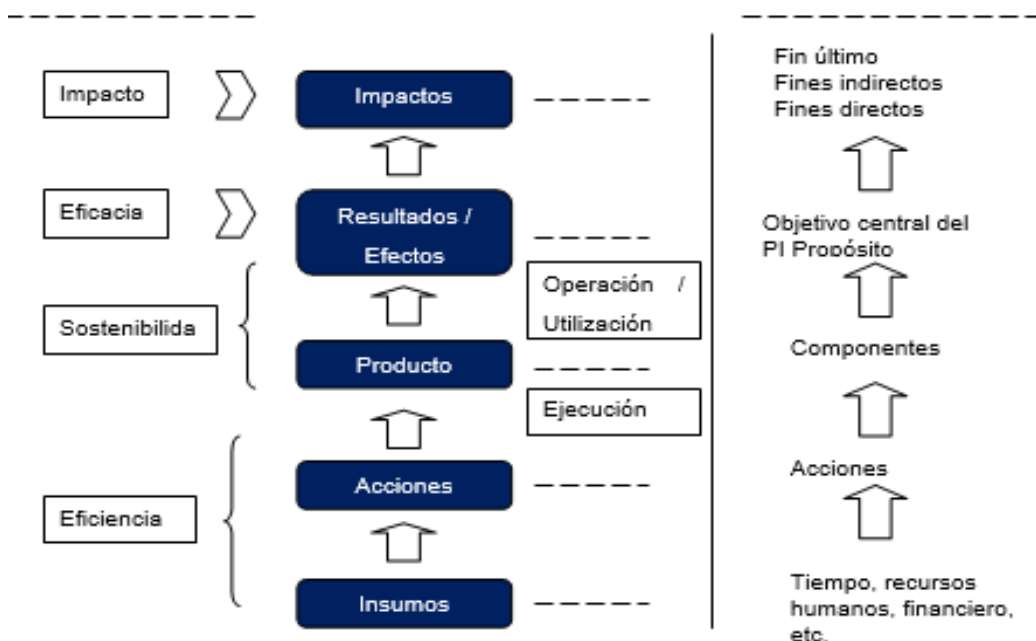 Impacto
Impactos
Fin último
Fines indirectos
Fines directos
Eficacia
Resultados /
Efectos
Objetivo central del
PI Propósito
Operación /
Utilización
Sostenibilida
Producto
Componentes
Ejecución
Acciones
Acciones
Eficiencia
Insumos
Tiempo, recursos
humanos, financiero,
etc.